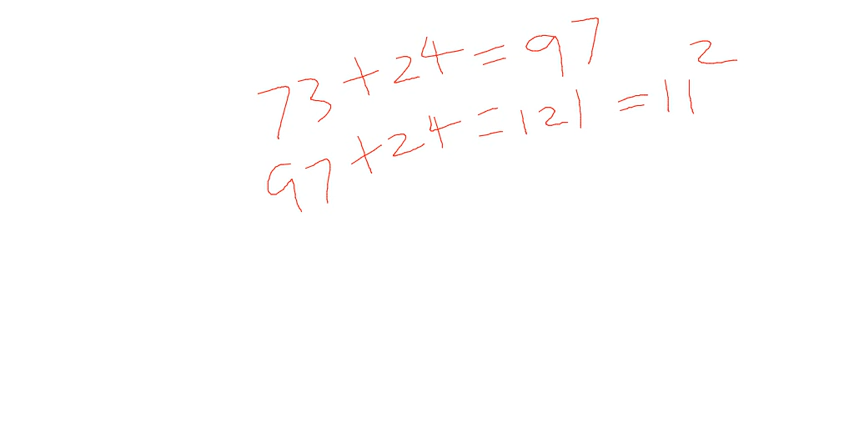 73 + 24 = 97
97 + 24 = 121 = 11²